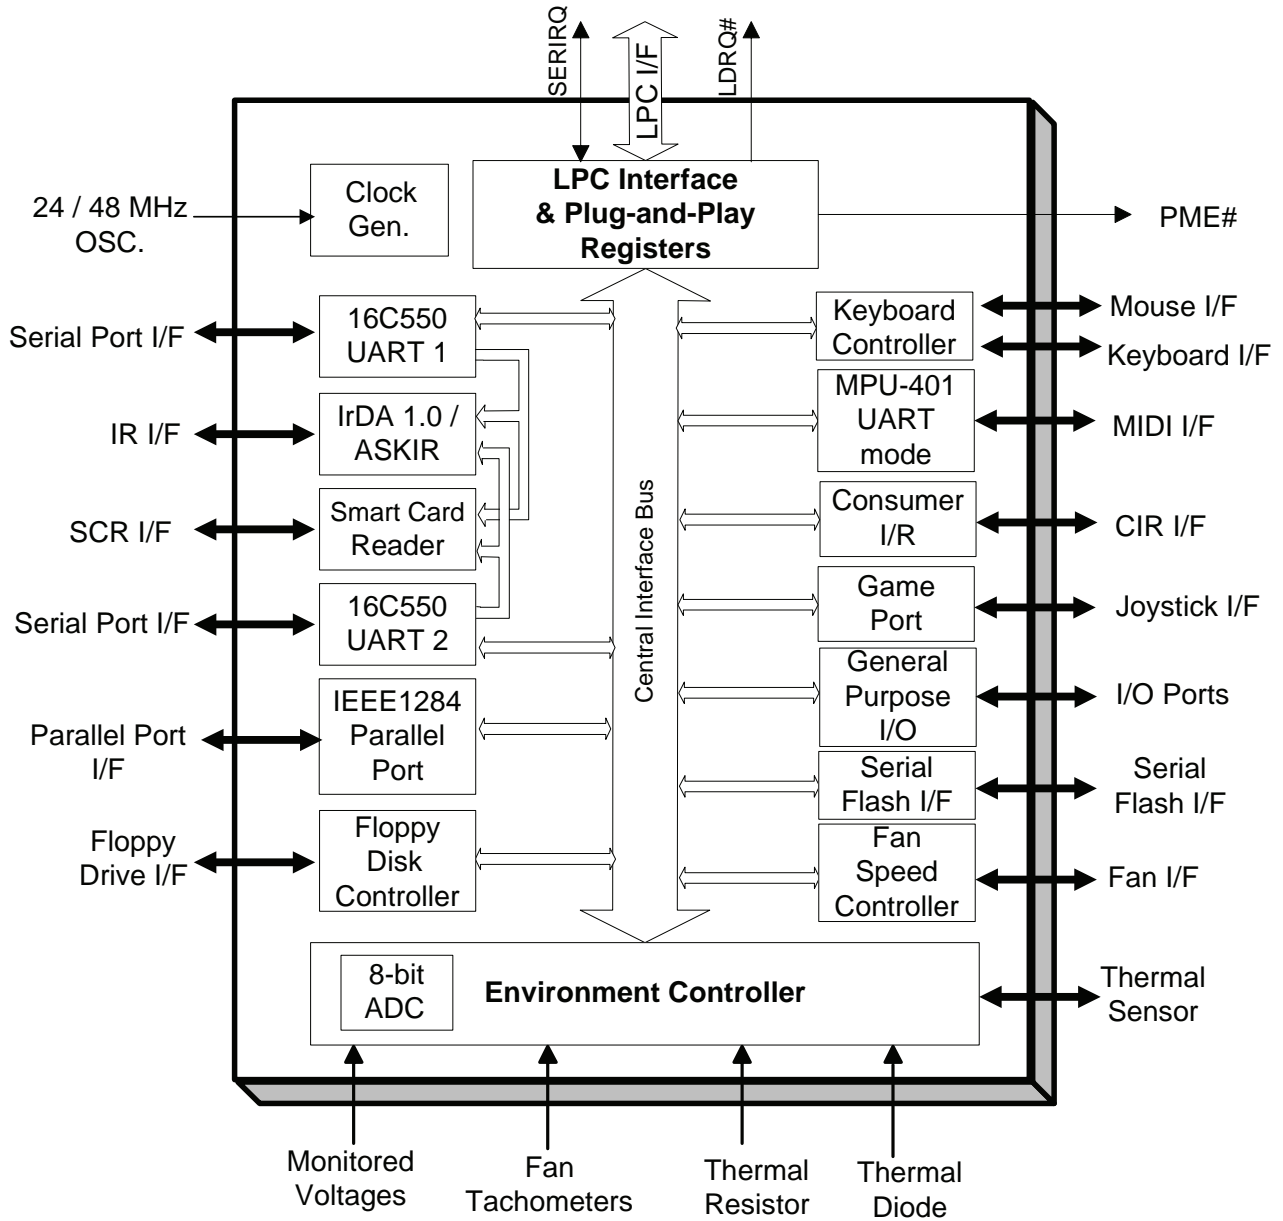 SERIRQ
LPC I/F
LDRQ#
24 / 48 MHz
OSC.
Clock
Gen.
LPC Interface
& Plug-and-Play
Registers
PME#
Serial Port I/F
16C550
UART 1
IR I/F
IrDA 1.0 /
ASKIR
SCR I/F
Smart Card
Reader
Serial Port I/F
16C550
UART 2
Parallel Port
I/F
IEEE1284
Parallel
Port
Floppy
Drive I/F
Floppy
Disk
Controller
Central Interface Bus
Keyboard
Controller
Mouse I/F
Keyboard I/F
MPU-401
UART
mode
MIDI I/F
Consumer
I/R
CIR I/F
Game
Port
Joystick I/F
General
Purpose
I/O
I/O Ports
Serial
Flash I/F
Serial
Flash I/F
Fan
Speed
Controller
Fan I/F
8-bit
ADC
Environment Controller
Thermal
Sensor
Monitored
Voltages
Fan
Tachometers
Thermal
Resistor
Thermal
Diode